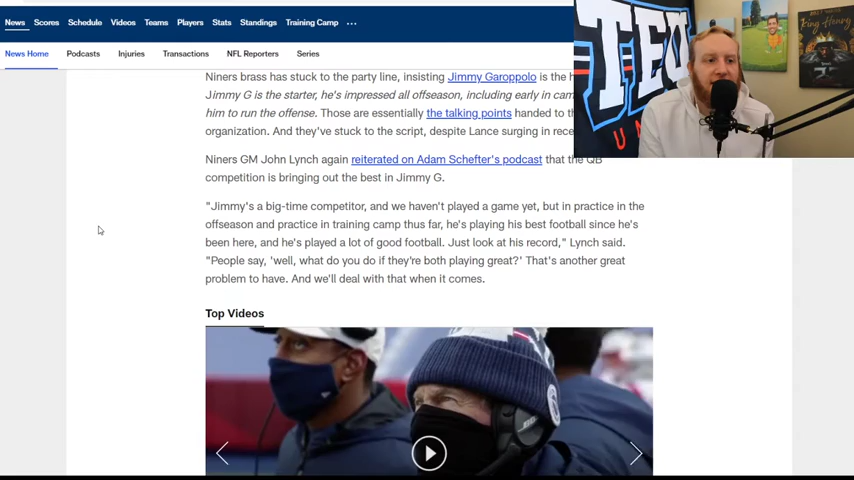 News Scores Schedule Videos Teams Players Stats Standings Training Camp ...
News Home Podcasts Injuries Transactions NFL Reporters Series
TEU
KING HENRY
Niners brass has stuck to the party line, insisting Jimmy Garoppolo is the
Jimmy G is the starter, he's impressed all offseason, including early in
him to run the offense. Those are essentially the talking points handed to
organization. And they've stuck to the script, despite Lance surging in
Niners GM John Lynch again reiterated on Adam Schefter's podcast that the QB
competition is bringing out the best in Jimmy G.
"Jimmy's a big-time competitor, and we haven't played a game yet, but in practice in the
offseason and practice in training camp thus far, he's playing his best football since he's
been here, and he's played a lot of good football. Just look at his record," Lynch said.
"People say, 'well, what do you do if they're both playing great?' That's another great
problem to have. And we'll deal with that when it comes.
Top Videos